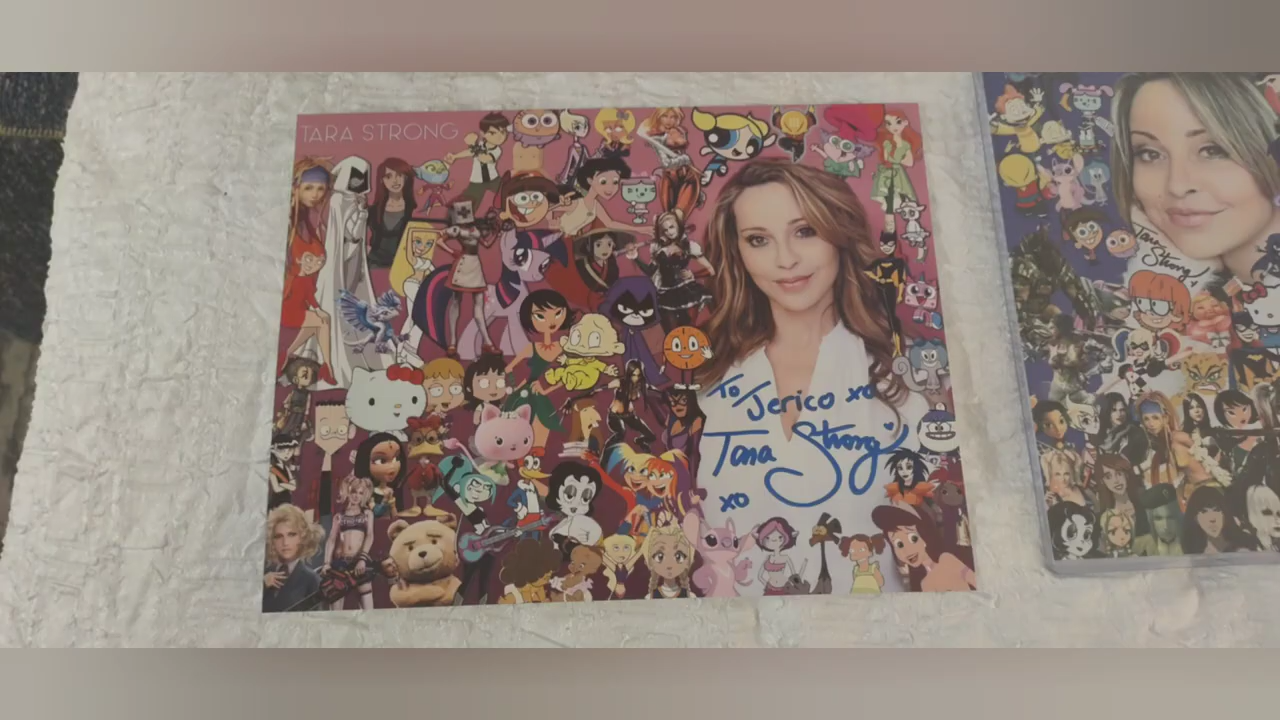 TARA STRONG
To Jerico xo
Tara Strong
xo
Tara
Strong